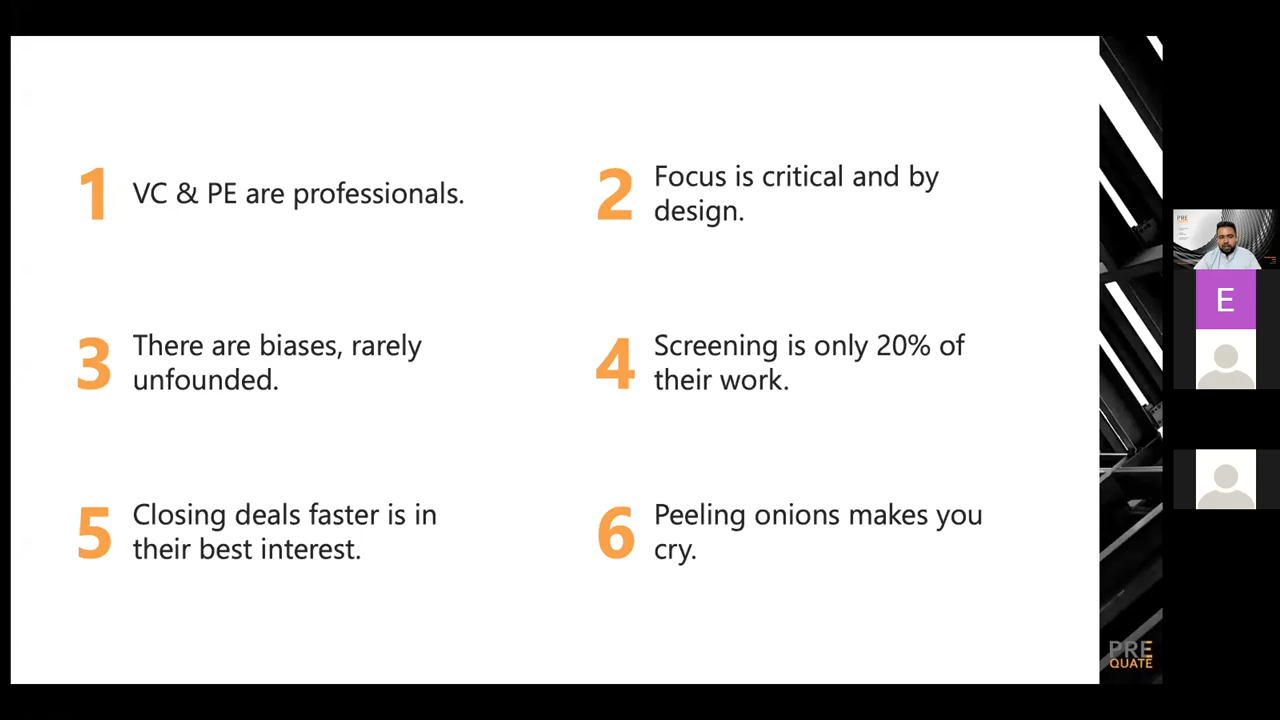 1 VC & PE are professionals.
2 Focus is critical and by
design.
3 There are biases, rarely
unfounded.
4 Screening is only 20% of
their work.
5 Closing deals faster is in
their best interest.
6 Peeling onions makes you
cry.
PRE
E
PRE
QUATE